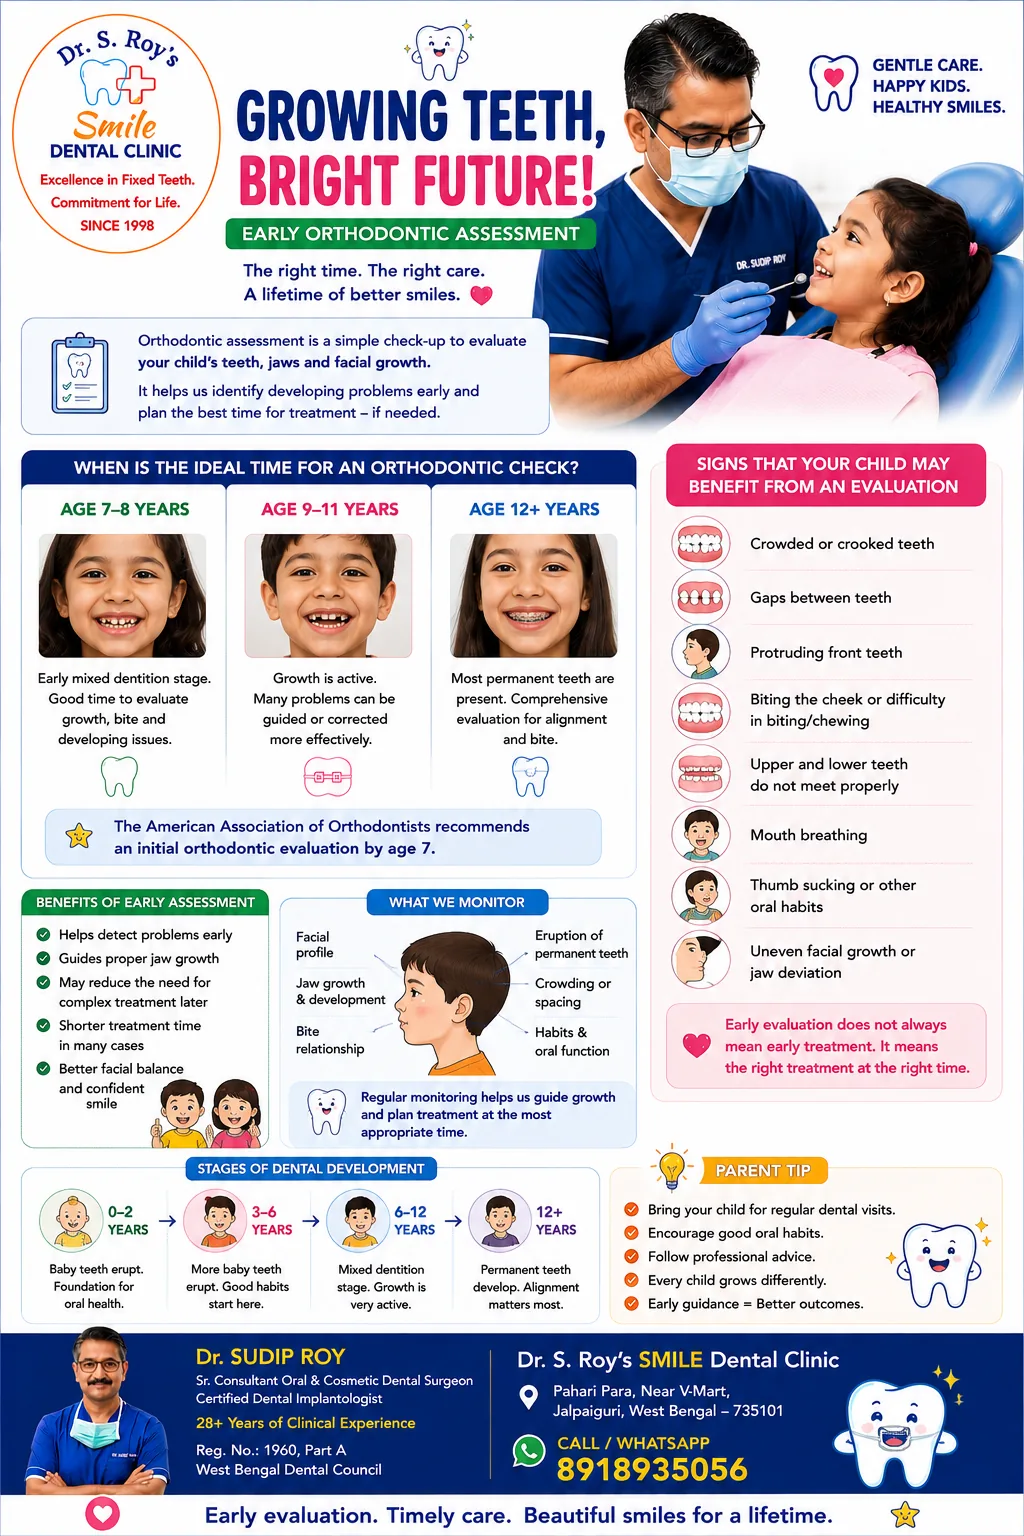 Dr. S. Roy's
Smile
DENTAL CLINIC
Excellence in Fixed Teeth.
Commitment for Life.
SINCE 1998
GROWING TEETH,
BRIGHT FUTURE!
EARLY ORTHODONTIC ASSESSMENT
The right time. The right care.
A lifetime of better smiles.
GENTLE CARE.
HAPPY KIDS.
HEALTHY SMILES.
DR. SUDIP ROY
Orthodontic assessment is a simple check-up to evaluate
your child's teeth, jaws and facial growth.
It helps us identify developing problems early and
plan the best time for treatment – if needed.
WHEN IS THE IDEAL TIME FOR AN ORTHODONTIC CHECK?
AGE 7–8 YEARS
Early mixed dentition stage.
Good time to evaluate
growth, bite and
developing issues.
AGE 9–11 YEARS
Growth is active.
Many problems can be
guided or corrected
more effectively.
AGE 12+ YEARS
Most permanent teeth are
present. Comprehensive
evaluation for alignment
and bite.
The American Association of Orthodontists recommends
an initial orthodontic evaluation by age 7.
SIGNS THAT YOUR CHILD MAY
BENEFIT FROM AN EVALUATION
Crowded or crooked teeth
Gaps between teeth
Protruding front teeth
Biting the cheek or difficulty
in biting/chewing
Upper and lower teeth
do not meet properly
Mouth breathing
Thumb sucking or other
oral habits
Uneven facial growth or
jaw deviation
Early evaluation does not always
mean early treatment. It means
the right treatment at the right time.
BENEFITS OF EARLY ASSESSMENT
Helps detect problems early
Guides proper jaw growth
May reduce the need for
complex treatment later
Shorter treatment time
in many cases
Better facial balance
and confident
smile
WHAT WE MONITOR
Facial
profile
Jaw growth
& development
Bite
relationship
Eruption of
permanent teeth
Crowding or
spacing
Habits &
oral function
Regular monitoring helps us guide growth
and plan treatment at the most
appropriate time.
STAGES OF DENTAL DEVELOPMENT
0–2
YEARS
Baby teeth erupt.
Foundation for
oral health.
3–6
YEARS
More baby teeth
erupt. Good habits
start here.
6–12
YEARS
Mixed dentition
stage. Growth is
very active.
12+
YEARS
Permanent teeth
develop. Alignment
matters most.
PARENT TIP
Bring your child for regular dental visits.
Encourage good oral habits.
Follow professional advice.
Every child grows differently.
Early guidance = Better outcomes.
Dr. SUDIP ROY
Sr. Consultant Oral & Cosmetic Dental Surgeon
Certified Dental Implantologist
28+ Years of Clinical Experience
Reg. No.: 1960, Part A
West Bengal Dental Council
Dr. S. Roy's SMILE Dental Clinic
Pahari Para, Near V-Mart,
Jalpaiguri, West Bengal – 735101
CALL / WHATSAPP
8918935056
Early evaluation. Timely care. Beautiful smiles for a lifetime.